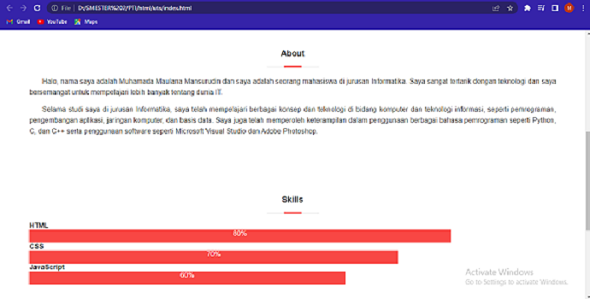 File | D:/SMESTER%202/PTI/html/uts/index.html
Gmail YouTube Maps
About
Halo, nama saya adalah Muhamada Maulana Mansurudin dan saya adalah seorang mahasiswa di jurusan Informatika. Saya sangat tertarik dengan teknologi dan saya
bersemangat untuk mempelajari lebih banyak tentang dunia IT.
Selama studi saya di jurusan Informatika, saya telah mempelajari berbagai konsep dan teknologi di bidang komputer dan teknologi informasi, seperti pemrograman,
pengembangan aplikasi, jaringan komputer, dan basis data. Saya juga telah memperoleh keterampilan dalam penggunaan berbagai bahasa pemrograman seperti Python,
C, dan C++ serta penggunaan software seperti Microsoft Visual Studio dan Adobe Photoshop.
Skills
HTML
80%
CSS
70%
JavaScript
60%
Activate Windows
Go to Settings to activate Windows.